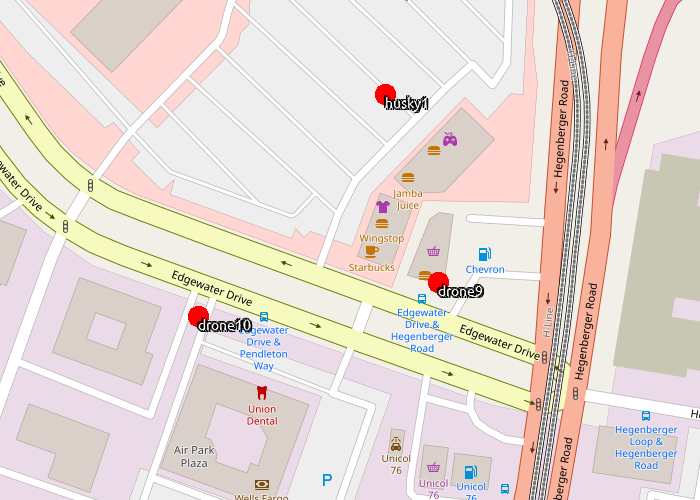 husky1
Hegenberger Road
H-Line
Jamba
Juice
Wingstop
Starbucks
Chevron
drone9
Edgewater Drive
Edgewater
Drive &
Hegenberger
Road
Edgewater Drive
H-Line
Hegenberger Road
drone10
Edgewater
Drive &
Pendleton
Way
Union
Dental
Air Park
Plaza
Wells Fargo
P
Unicol
76
Unicol
76
Unicol
76
Hegenberger
Loop &
Hegenberger
Road